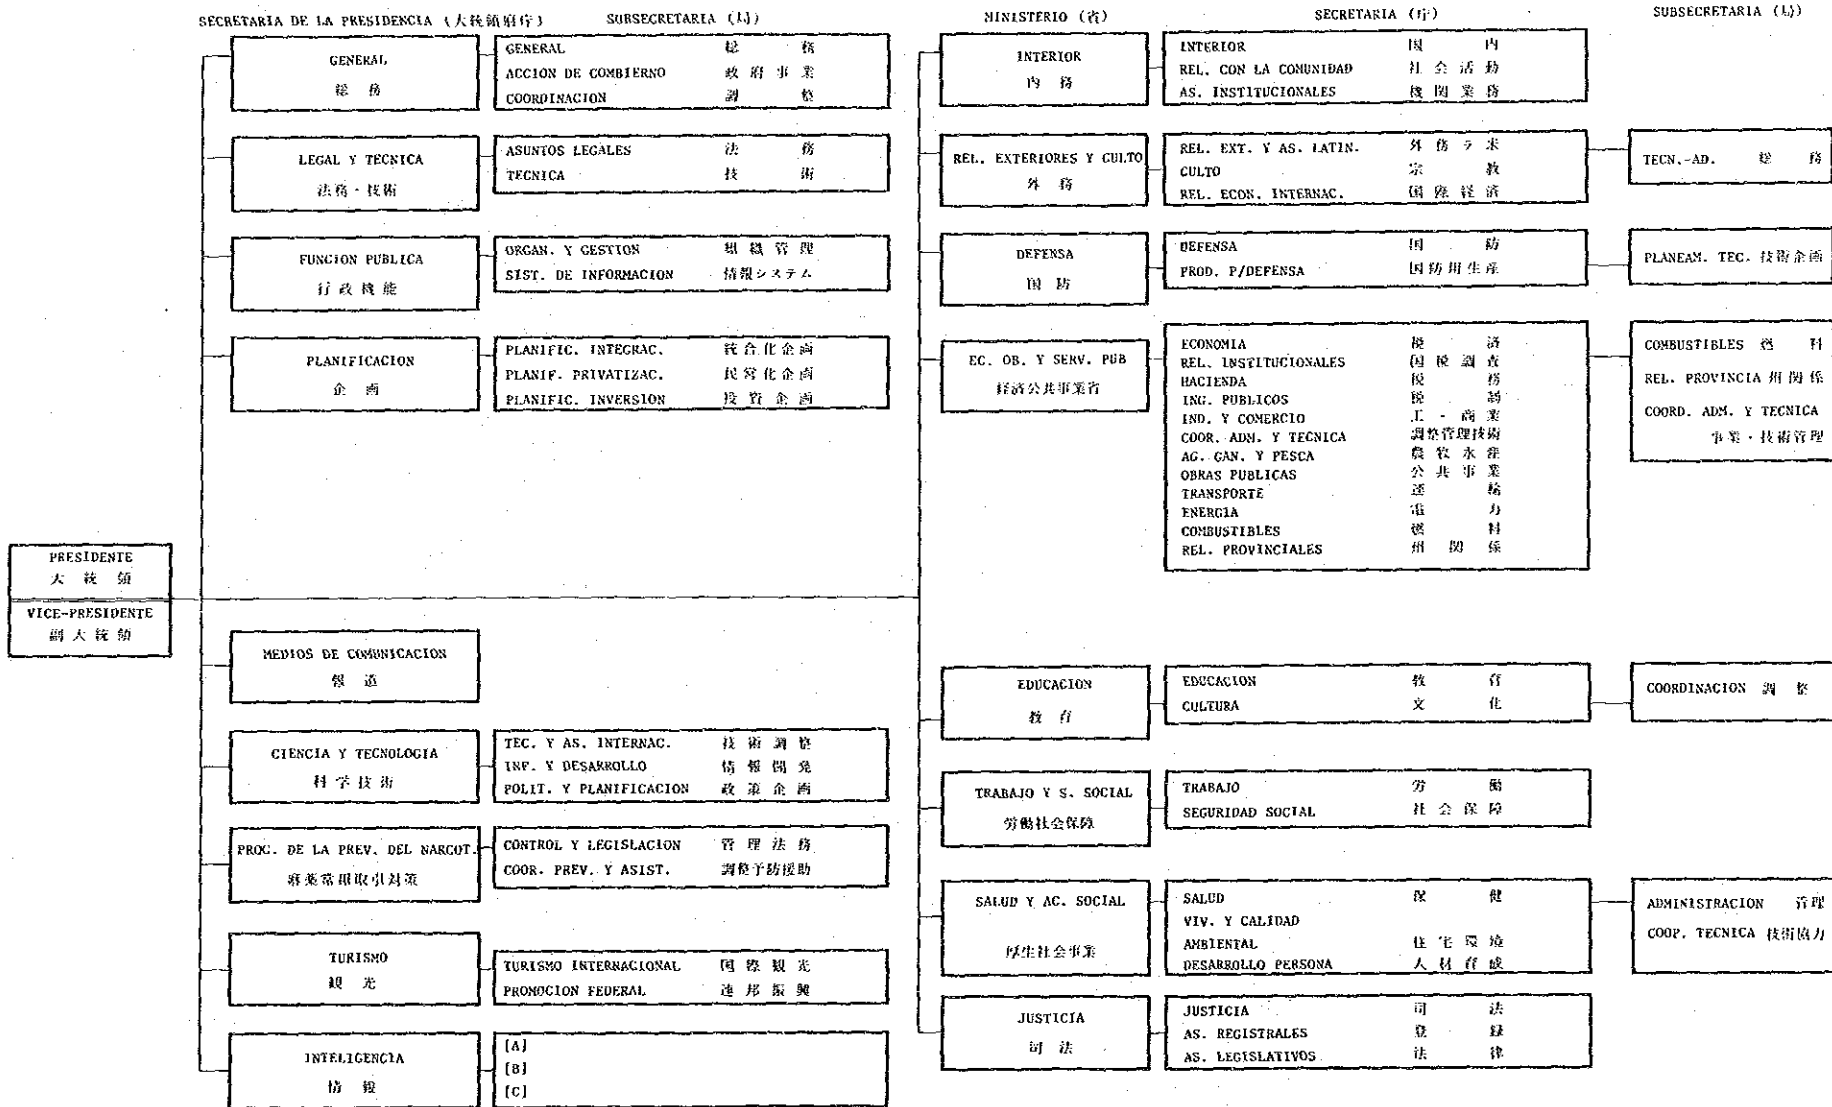 SECRETARIA DE LA PRESIDENCIA (大統領府庁)
SUBSECRETARIA (局)
MINISTERIO (省)
SECRETARIA (庁)
SUBSECRETARIA (局)
PRESIDENTE
大統領
VICE-PRESIDENTE
副大統領
GENERAL
総務
GENERAL 総務
ACCION DE COMBIERNO 政府事業
COORDINACION 調整
LEGAL Y TECNICA
法務・技術
ASUNTOS LEGALES 法務
TECNICA 技術
FUNCION PUBLICA
行政機能
ORGAN. Y GESTION 組織管理
SIST. DE INFORMACION 情報システム
PLANIFICACION
企画
PLANIFIC. INTEGRAC. 統合化企画
PLANIF. PRIVATIZAC. 民営化企画
PLANIFIC. INVERSION 投資企画
MEDIOS DE COMUNICACION
報道
CIENCIA Y TECNOLOGIA
科学技術
TEC. Y AS. INTERNAC. 技術調整
INF. Y DESARROLLO 情報開発
POLIT. Y PLANIFICACION 政策企画
PROG. DE LA PREV. DEL NARCOT.
麻薬常用取引対策
CONTROL Y LEGISLACION 管理法務
COOR. PREV. Y ASIST. 調整予防援助
TURISMO
観光
TURISMO INTERNACIONAL 国際観光
PROMOCION FEDERAL 連邦振興
INTELIGENCIA
情報
[A]
[B]
[C]
INTERIOR
内務
INTERIOR 国内
REL. CON LA COMUNIDAD 社会活動
AS. INSTITUCIONALES 機関業務
REL. EXTERIORES Y CULTO
外務
REL. EXT. Y AS. LATIN. 外務ラ米
CULTO 宗教
REL. ECON. INTERNAC. 国際経済
TECN.-AD. 総務
DEFENSA
国防
DEFENSA 国防
PROD. P/DEFENSA 国防用生産
PLANEAM. TEC. 技術企画
EC. OB. Y SERV. PUB
経済公共事業省
ECONOMIA 経済
REL. INSTITUCIONALES 国税調査
HACIENDA 税務
ING. PUBLICOS 税
IND. Y COMERCIO 工・商業
COOR. ADM. Y TECNICA 調整管理技術
AG. GAN. Y PESCA 農牧水産
OBRAS PUBLICAS 公共事業
TRANSPORTE 運輸
ENERGIA 電力
COMBUSTIBLES 燃料
REL. PROVINCIALES 州関係
COMBUSTIBLES 燃料
REL. PROVINCIA 州関係
COORD. ADM. Y TECNICA
事業・技術管理
EDUCACION
教育
EDUCACION 教育
CULTURA 文化
COORDINACION 調整
TRABAJO Y S. SOCIAL
労働社会保障
TRABAJO 労働
SEGURIDAD SOCIAL 社会保障
SALUD Y AC. SOCIAL
厚生社会事業
SALUD 保健
VIV. Y CALIDAD
AMBIENTAL 住宅環境
DESARROLLO PERSONA 人材育成
ADMINISTRACION 管理
COOP. TECNICA 技術協力
JUSTICIA
司法
JUSTICIA 司法
AS. REGISTRALES 登録
AS. LEGISLATIVOS 法律